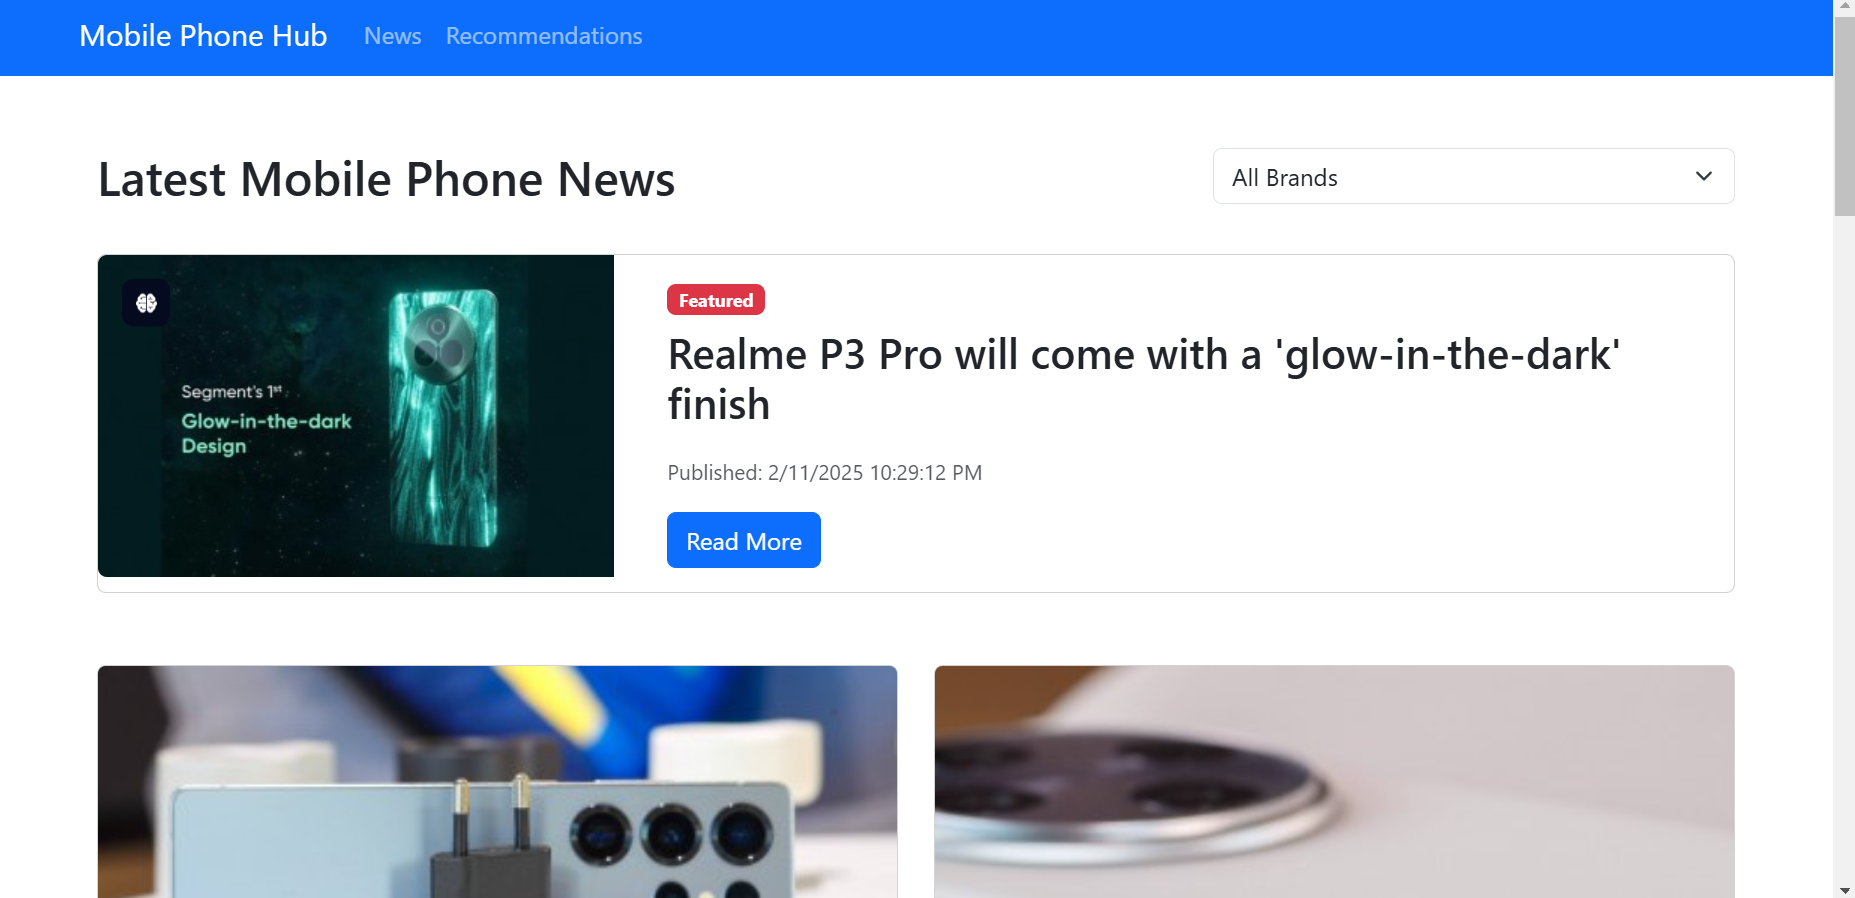 Mobile Phone Hub News Recommendations
Latest Mobile Phone News
All Brands
Segment's 1st
Glow-in-the-dark
Design
Featured
Realme P3 Pro will come with a 'glow-in-the-dark'
finish
Published: 2/11/2025 10:29:12 PM
Read More